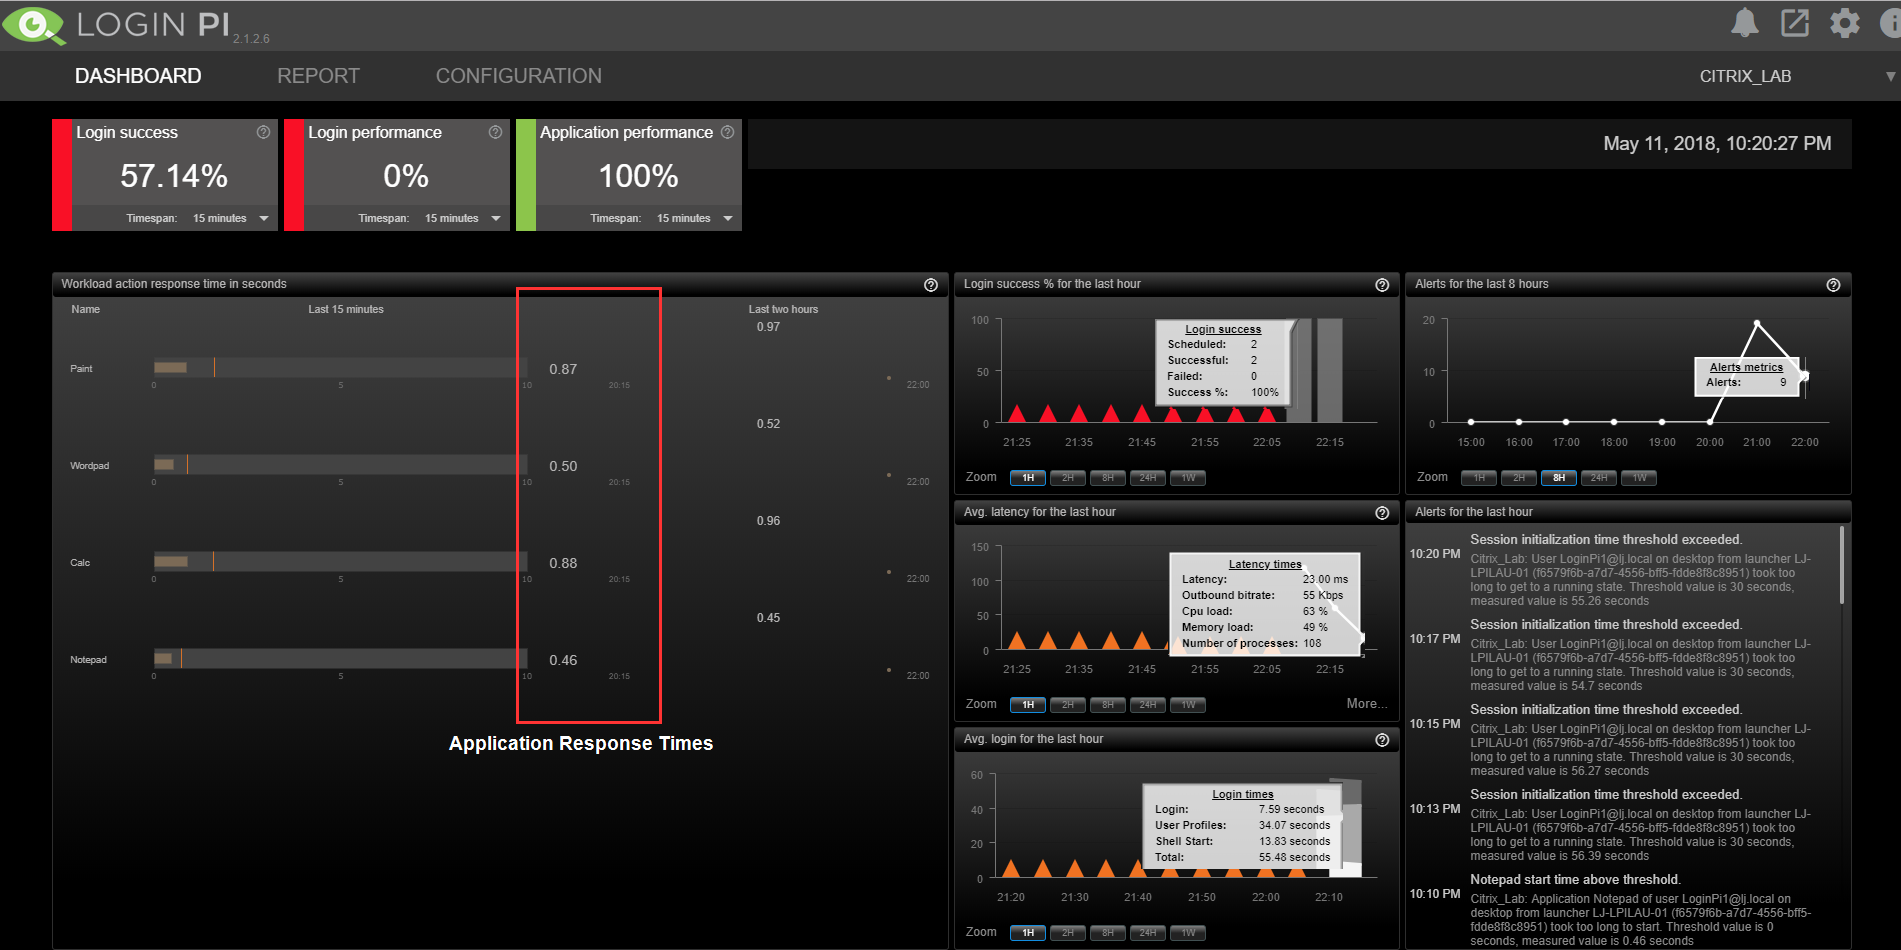 LOGIN PI 2.1.2.6
DASHBOARD REPORT CONFIGURATION CITRIX_LAB
Login success
57.14%
Timespan: 15 minutes
Login performance
0%
Timespan: 15 minutes
Application performance
100%
Timespan: 15 minutes
May 11, 2018, 10:20:27 PM
Workload action response time in seconds
Name Last 15 minutes Last two hours
0.97
Paint 0.87
0 5 10 20:15 22:00
0.52
Wordpad 0.50
0 5 10 20:15 22:00
0.96
Calc 0.88
0 5 10 20:15 22:00
0.45
Notepad 0.46
0 5 10 20:15 22:00
Application Response Times
Login success % for the last hour
100
50
0
Login success
Scheduled: 2
Successful: 2
Failed: 0
Success %: 100%
21:25 21:35 21:45 21:55 22:05 22:15
Zoom 1H 2H 8H 24H 1W
Avg. latency for the last hour
150
100
50
0
Latency times
Latency: 23.00 ms
Outbound bitrate: 55 Kbps
Cpu load: 63 %
Memory load: 49 %
Number of processes: 108
21:25 21:35 21:45 21:55 22:05 22:15
Zoom 1H 2H 8H 24H 1W More...
Avg. login for the last hour
60
40
20
0
Login times
Login: 7.59 seconds
User Profiles: 34.07 seconds
Shell Start: 13.83 seconds
Total: 55.48 seconds
21:20 21:30 21:40 21:50 22:00 22:10
Zoom 1H 2H 8H 24H 1W
Alerts for the last 8 hours
20
10
0
Alerts metrics
Alerts: 9
15:00 16:00 17:00 18:00 19:00 20:00 21:00 22:00
Zoom 1H 2H 8H 24H 1W
Alerts for the last hour
10:20 PM
Session initialization time threshold exceeded.
Citrix_Lab: User LoginPi1@lj.local on desktop from launcher LJ-
LPILAU-01 (f6579f6b-a7d7-4556-bff5-fdde8f8c8951) took too
long to get to a running state. Threshold value is 30 seconds,
measured value is 55.26 seconds
10:17 PM
Session initialization time threshold exceeded.
Citrix_Lab: User LoginPi1@lj.local on desktop from launcher LJ-
LPILAU-01 (f6579f6b-a7d7-4556-bff5-fdde8f8c8951) took too
long to get to a running state. Threshold value is 30 seconds,
measured value is 54.7 seconds
10:15 PM
Session initialization time threshold exceeded.
Citrix_Lab: User LoginPi1@lj.local on desktop from launcher LJ-
LPILAU-01 (f6579f6b-a7d7-4556-bff5-fdde8f8c8951) took too
long to get to a running state. Threshold value is 30 seconds,
measured value is 56.27 seconds
10:13 PM
Session initialization time threshold exceeded.
Citrix_Lab: User LoginPi1@lj.local on desktop from launcher LJ-
LPILAU-01 (f6579f6b-a7d7-4556-bff5-fdde8f8c8951) took too
long to get to a running state. Threshold value is 30 seconds,
measured value is 56.39 seconds
10:10 PM
Notepad start time above threshold.
Citrix_Lab: Application Notepad of user LoginPi1@lj.local on
desktop from launcher LJ-LPILAU-01 (f6579f6b-a7d7-4556-bff5-
fdde8f8c8951) took too long to start. Threshold value is 0
seconds, measured value is 0.46 seconds